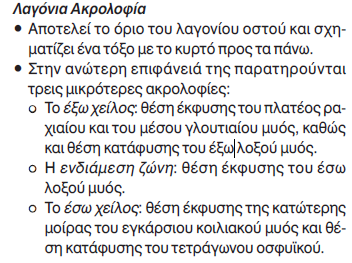 Λαγόνια Ακρολοφία
• Αποτελεί το όριο του λαγονίου οστού και σχη-
ματίζει ένα τόξο με το κυρτό προς τα πάνω.
• Στην ανώτερη επιφάνειά της παρατηρούνται
τρεις μικρότερες ακρολοφίες:
○ Το έξω χείλος: θέση έκφυσης του πλατέος ρα-
χιαίου και του μέσου γλουτιαίου μυός, καθώς
και θέση κατάφυσης του έξω λοξού μυός.
○ Η ενδιάμεση ζώνη: θέση έκφυσης του έσω
λοξού μυός.
○ Το έσω χείλος: θέση έκφυσης της κατώτερης
μοίρας του εγκάρσιου κοιλιακού μυός και θέ-
ση κατάφυσης του τετράγωνου οσφυϊκού.